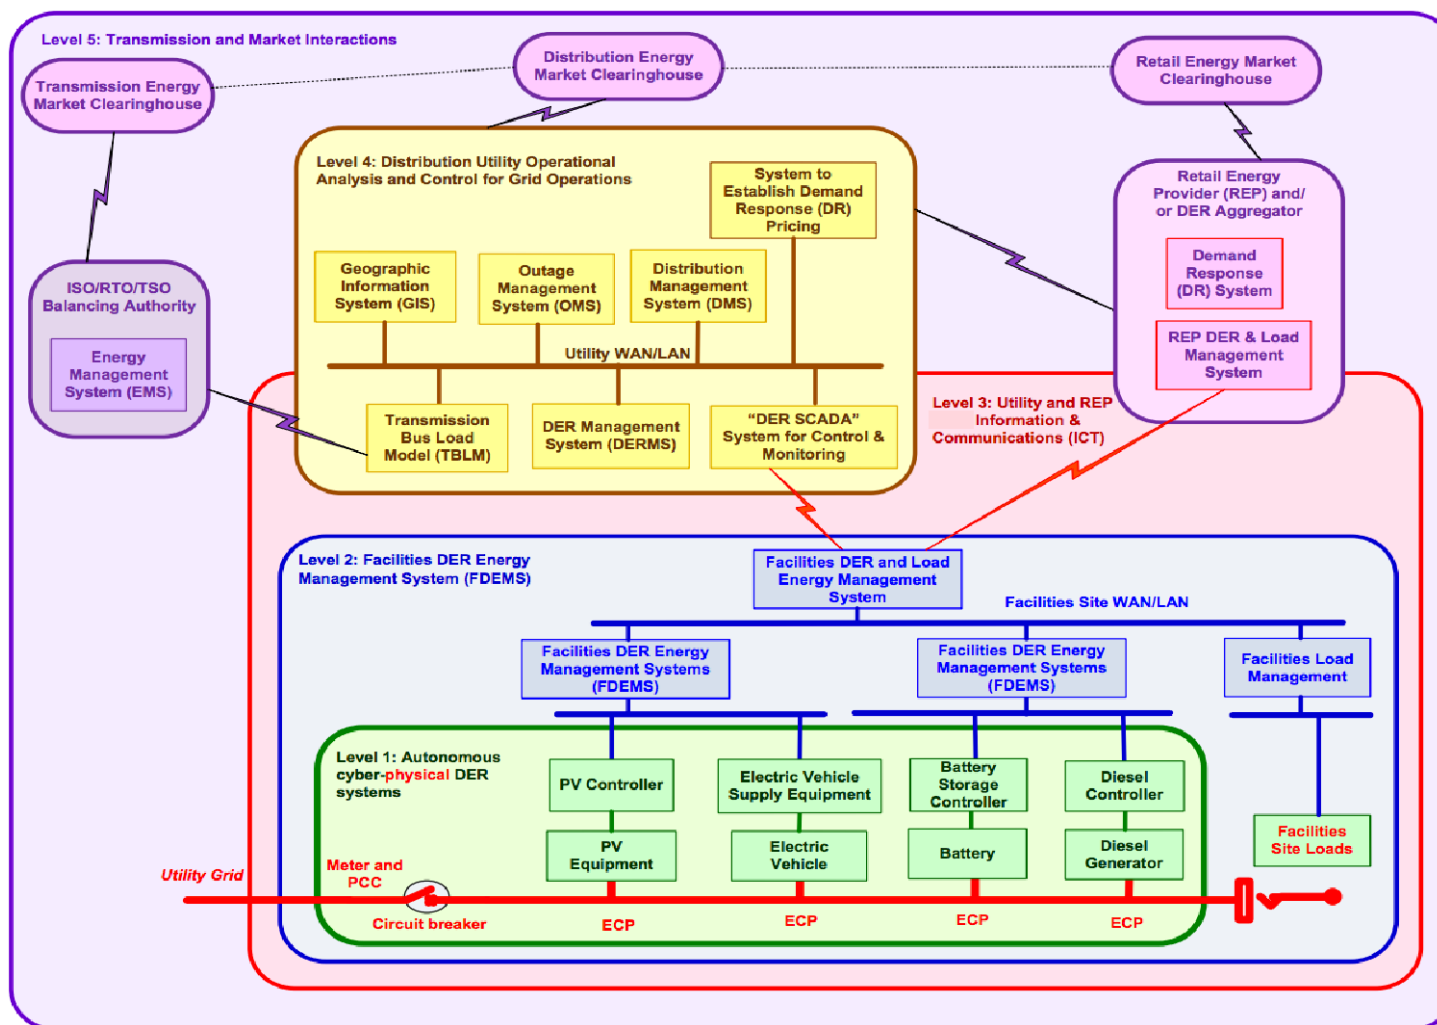 Level 5: Transmission and Market Interactions
Transmission Energy
Market Clearinghouse
Distribution Energy
Market Clearinghouse
Retail Energy Market
Clearinghouse
Level 4: Distribution Utility Operational
Analysis and Control for Grid Operations
System to
Establish Demand
Response (DR)
Pricing
Retail Energy
Provider (REP) and/
or DER Aggregator
Demand
Response
(DR) System
REP DER & Load
Management
System
ISO/RTO/TSO
Balancing Authority
Energy
Management
System (EMS)
Geographic
Information
System (GIS)
Outage
Management
System (OMS)
Distribution
Management
System (DMS)
Utility WAN/LAN
Transmission
Bus Load
Model (TBLM)
DER Management
System (DERMS)
“DER SCADA”
System for Control &
Monitoring
Level 3: Utility and REP
Information &
Communications (ICT)
Level 2: Facilities DER Energy
Management System (FDEMS)
Facilities DER and Load
Energy Management
System
Facilities Site WAN/LAN
Facilities DER Energy
Management Systems
(FDEMS)
Facilities DER Energy
Management Systems
(FDEMS)
Facilities Load
Management
Level 1: Autonomous
cyber-physical DER
systems
PV Controller
Electric Vehicle
Supply Equipment
Battery
Storage
Controller
Diesel
Controller
PV
Equipment
Electric
Vehicle
Battery
Diesel
Generator
Facilities
Site Loads
Utility Grid
Meter and
PCC
Circuit breaker
ECP
ECP
ECP
ECP